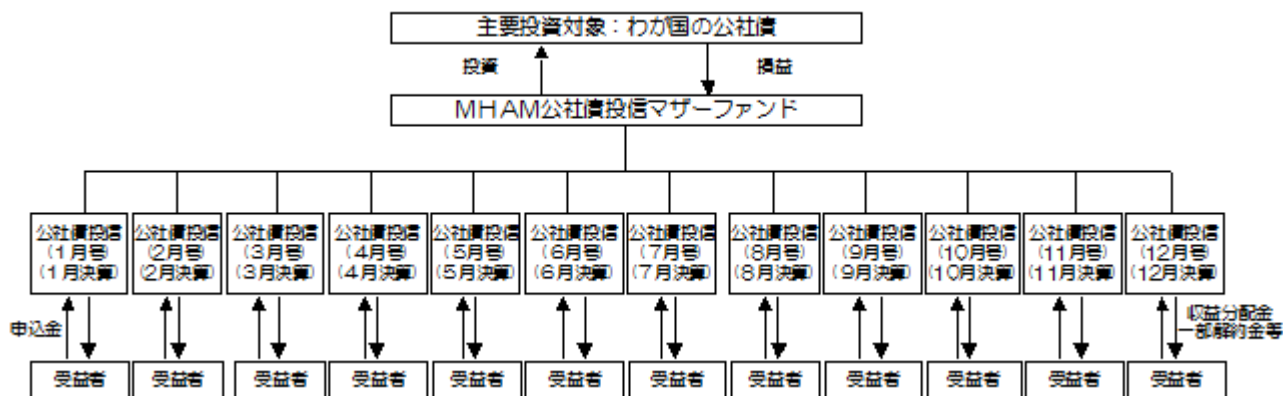 主要投資対象：わが国の公社債
投資
損益
MHAM公社債投信マザーファンド
公社債投信
(1月号)
(1月決算)
公社債投信
(2月号)
(2月決算)
公社債投信
(3月号)
(3月決算)
公社債投信
(4月号)
(4月決算)
公社債投信
(5月号)
(5月決算)
公社債投信
(6月号)
(6月決算)
公社債投信
(7月号)
(7月決算)
公社債投信
(8月号)
(8月決算)
公社債投信
(9月号)
(9月決算)
公社債投信
(10月号)
(10月決算)
公社債投信
(11月号)
(11月決算)
公社債投信
(12月号)
(12月決算)
申込金
収益分配金
一部解約金等
受益者
受益者
受益者
受益者
受益者
受益者
受益者
受益者
受益者
受益者
受益者
受益者